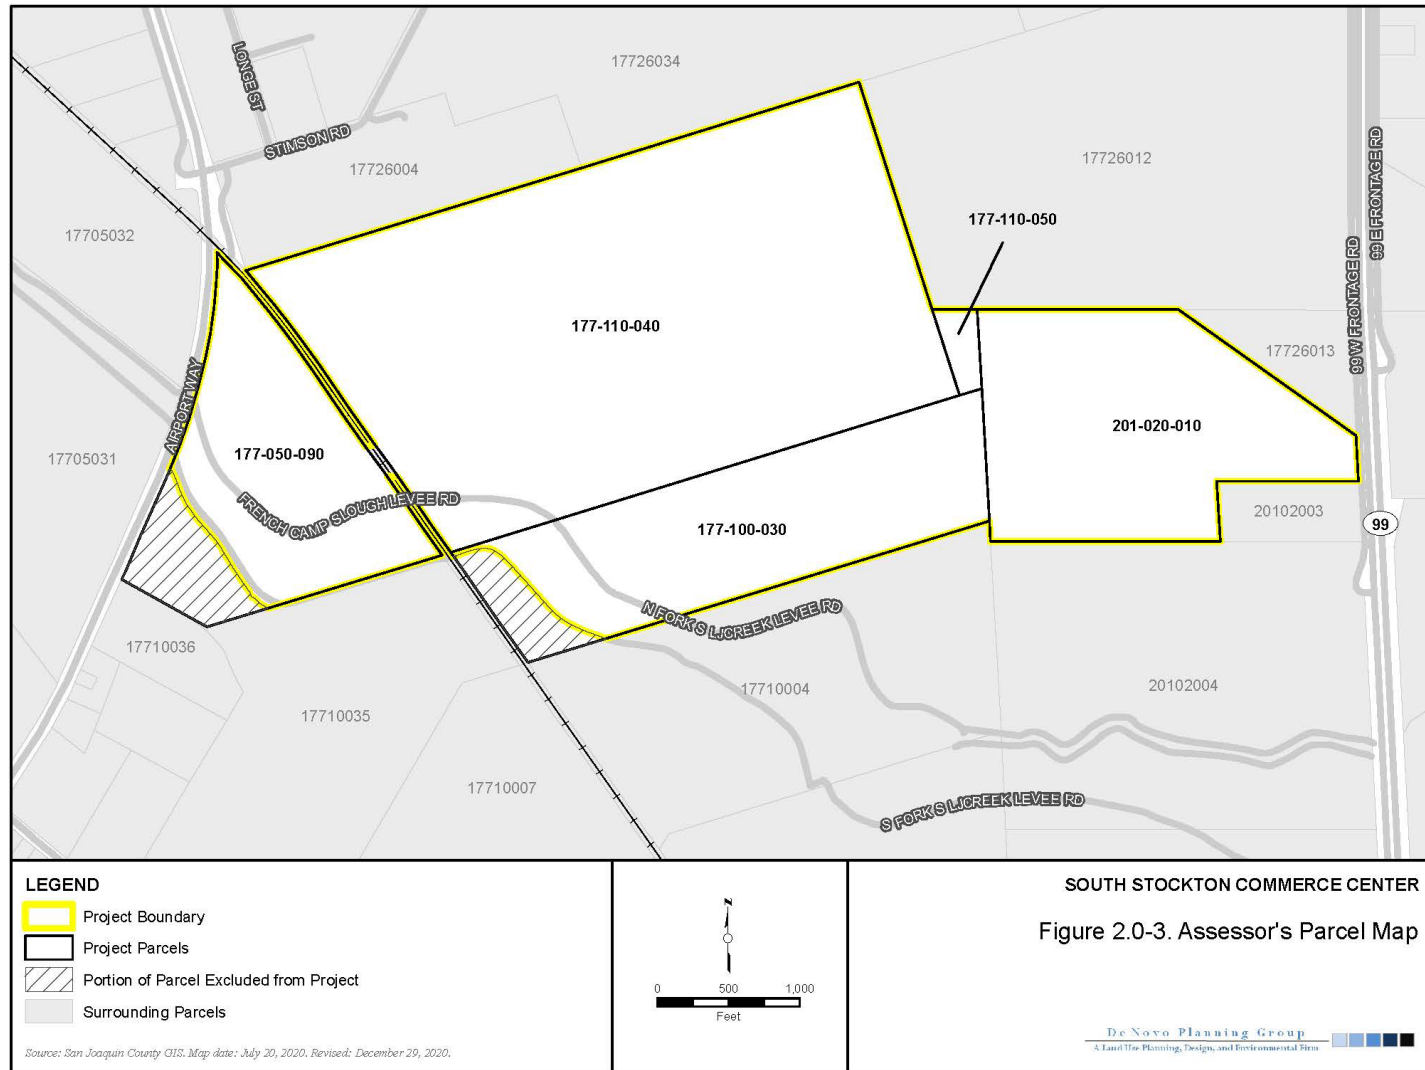 17726034
LONGE ST
STIMSON RD
17726004
17726012
99 E FRONTAGE RD
177-110-050
17705032
99 W FRONTAGE RD
177-110-040
17726013
AIRPORT WAY
201-020-010
17705031
177-050-090
FRENCH CAMP SLOUGH LEVEE RD
20102003
99
177-100-030
N FORK S LJCREEK LEVEE RD
17710036
17710004
20102004
17710035
17710007
S FORK S LJCREEK LEVEE RD
LEGEND
Project Boundary
Project Parcels
Portion of Parcel Excluded from Project
Surrounding Parcels
Source: San Joaquin County GIS. Map date: July 20, 2020. Revised: December 29, 2020.
N
0 500 1,000
Feet
SOUTH STOCKTON COMMERCE CENTER
Figure 2.0-3. Assessor's Parcel Map
De Novo Planning Group
A Land Use Planning, Design, and Environmental Firm